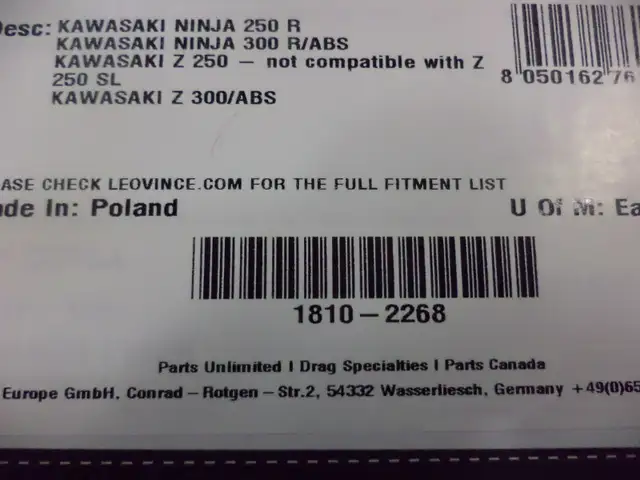 esc: KAWASAKI NINJA 250 R
KAWASAKI NINJA 300 R/ABS
KAWASAKI Z 250 – not compatible with Z
250 SL
KAWASAKI Z 300/ABS
8 050162 76
ASE CHECK LEOVINCE.COM FOR THE FULL FITMENT LIST
de In: Poland
U Of M: Ea
1810–2268
Parts Unlimited I Drag Specialties I Parts Canada
Europe GmbH, Conrad – Rotgen – Str.2, 54332 Wasserliesch, Germany +49(0)65